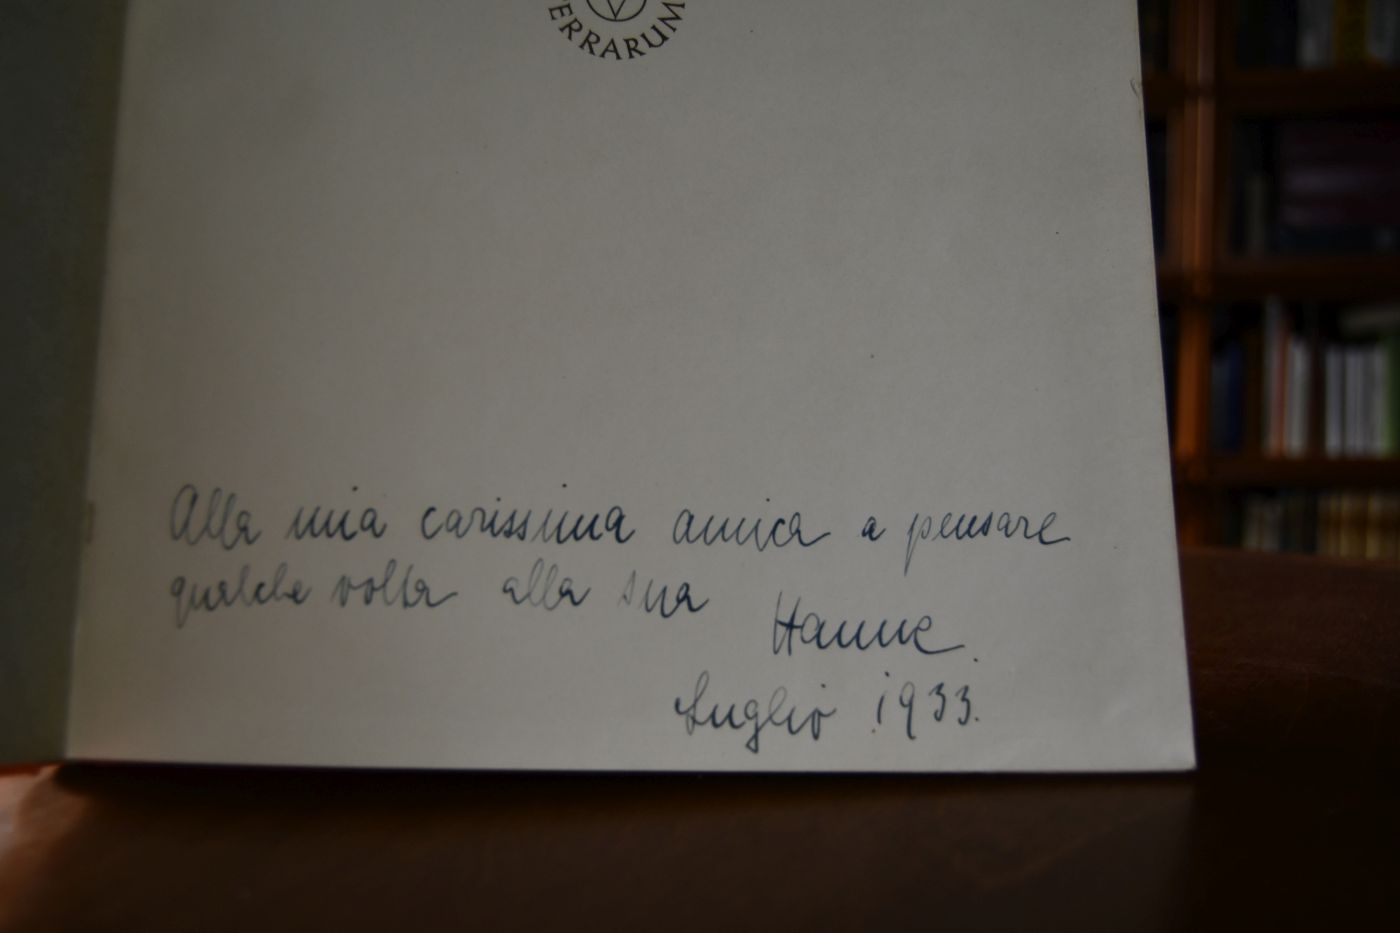 ERRARUM
Alla mia carissima amica a pensare
qualche volta alla sua
Hanne.
Luglio 1933.